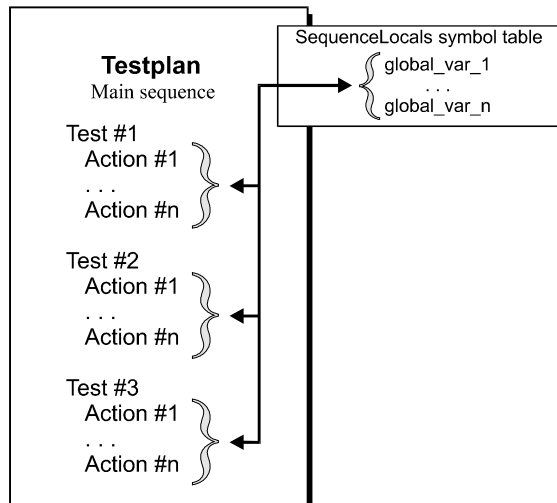 SequenceLocals symbol table
global_var_1
. . .
global_var_n
Testplan
Main sequence
Test #1
Action #1
. . .
Action #n
Test #2
Action #1
. . .
Action #n
Test #3
Action #1
. . .
Action #n